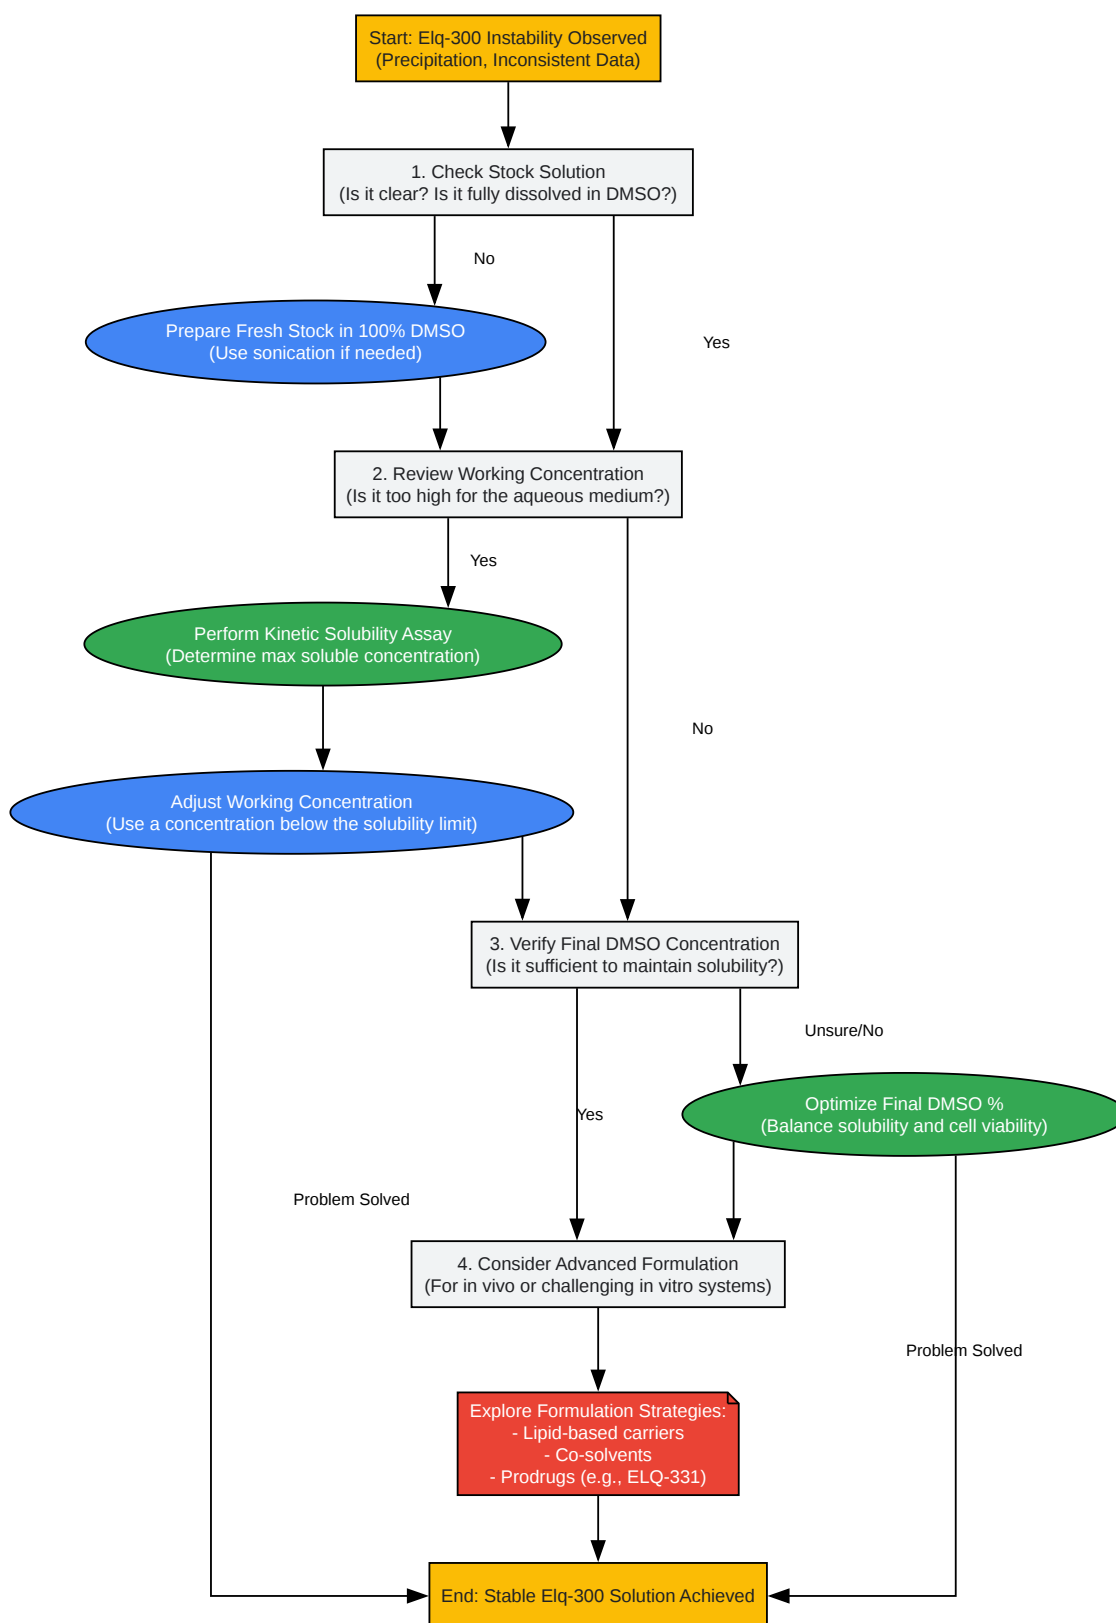 Start: Elq-300 Instability Observed
(Precipitation, Inconsistent Data)
1. Check Stock Solution
(Is it clear? Is it fully dissolved in DMSO?)
No
Prepare Fresh Stock in 100% DMSO
(Use sonication if needed)
Yes
2. Review Working Concentration
(Is it too high for the aqueous medium?)
Yes
Perform Kinetic Solubility Assay
(Determine max soluble concentration)
No
Adjust Working Concentration
(Use a concentration below the solubility limit)
3. Verify Final DMSO Concentration
(Is it sufficient to maintain solubility?)
Unsure/No
Yes
Optimize Final DMSO %
(Balance solubility and cell viability)
Problem Solved
4. Consider Advanced Formulation
(For in vivo or challenging in vitro systems)
Problem Solved
Explore Formulation Strategies:
- Lipid-based carriers
- Co-solvents
- Prodrugs (e.g., ELQ-331)
End: Stable Elq-300 Solution Achieved